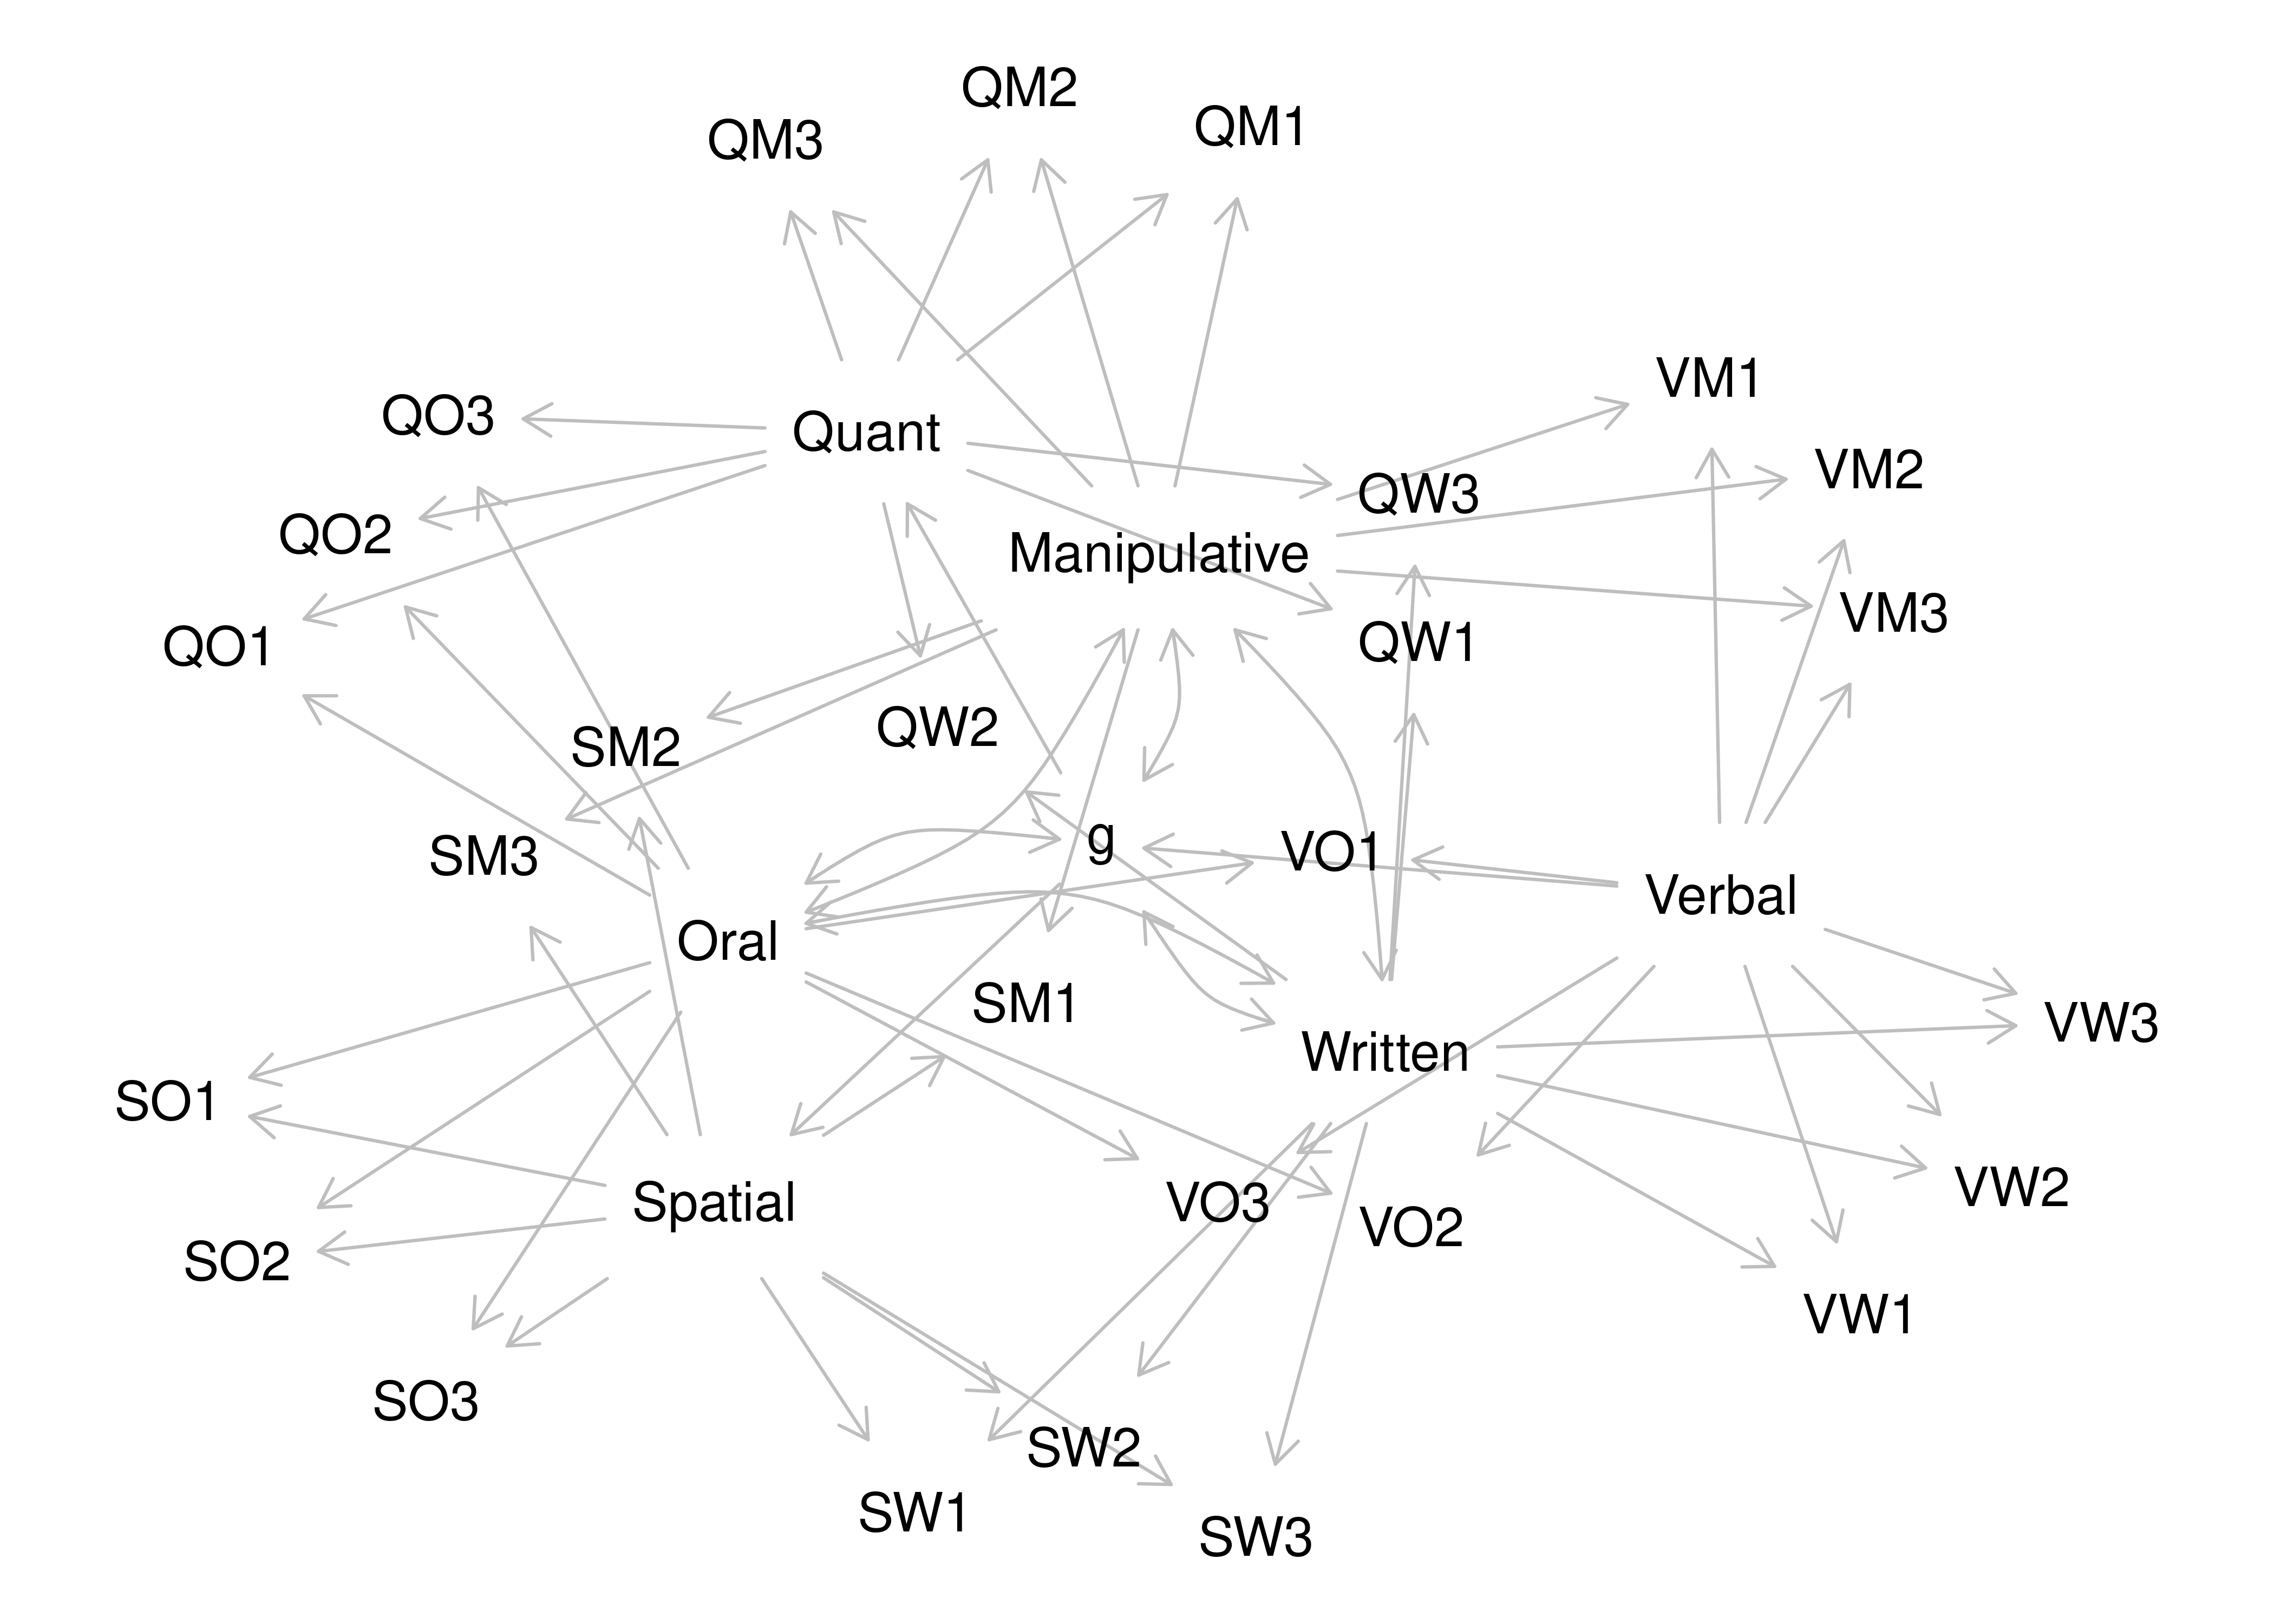 QM2
QM1
QM3
VM1
QO3
Quant
VM2
QW3
QO2
Manipulative
VM3
QW1
QO1
QW2
SM2
g
VO1
SM3
Verbal
Oral
SM1
VW3
Written
SO1
VW2
Spatial
VO3
VO2
SO2
VW1
SO3
SW2
SW1
SW3